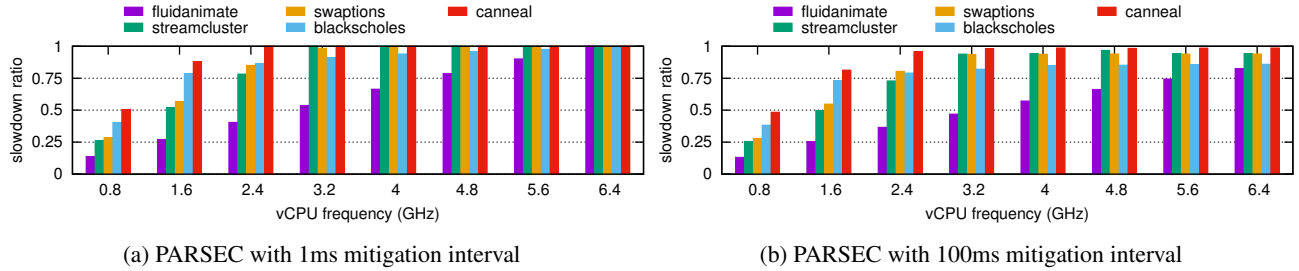 fluidanimate swaptions canneal
streamcluster blackscholes
1
0.75
0.5
0.25
0
slowdown ratio
0.8 1.6 2.4 3.2 4 4.8 5.6 6.4
vCPU frequency (GHz)
(a) PARSEC with 1ms mitigation interval
fluidanimate swaptions canneal
streamcluster blackscholes
1
0.75
0.5
0.25
0
slowdown ratio
0.8 1.6 2.4 3.2 4 4.8 5.6 6.4
vCPU frequency (GHz)
(b) PARSEC with 100ms mitigation interval